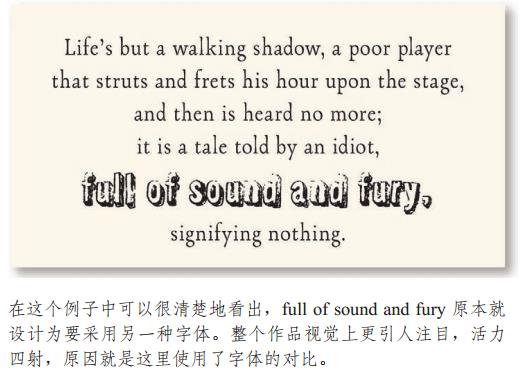 Life's but a walking shadow, a poor player
that struts and frets his hour upon the stage,
and then is heard no more;
it is a tale told by an idiot,
full of sound and fury,
signifying nothing.
在这个例子中可以很清楚地看出，full of sound and fury 原本就
设计为要采用另一种字体。整个作品视觉上更引人注目，活力
四射，原因就是这里使用了字体的对比。